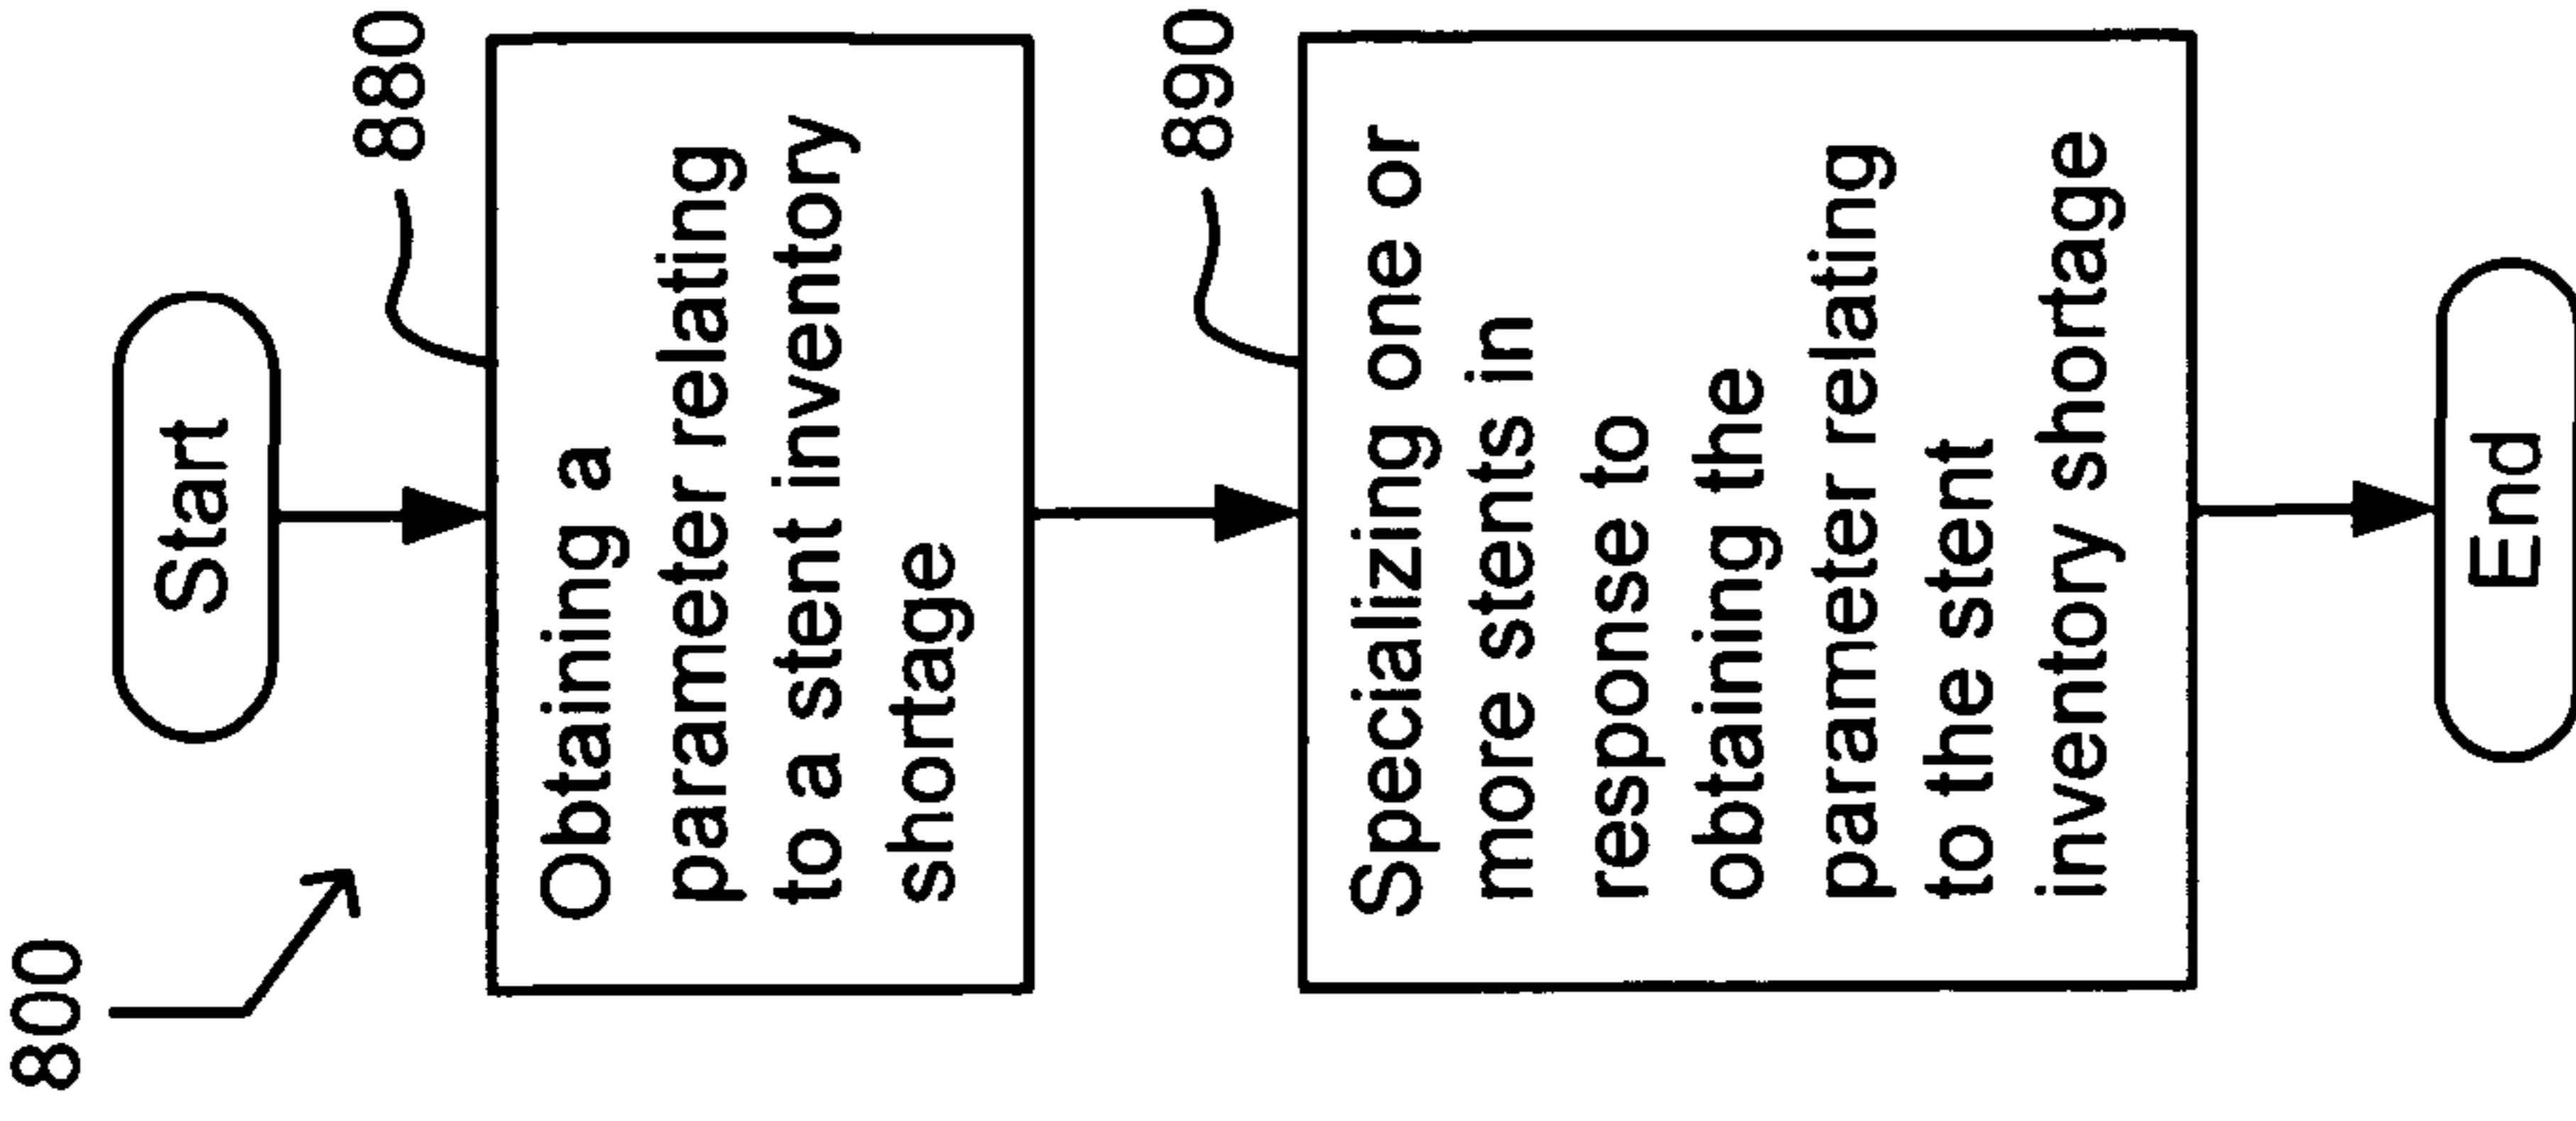 800
Start
880
Obtaining a
parameter relating
to a stent inventory
shortage
890
Specializing one or
more stents in
response to
obtaining the
parameter relating
to the stent
inventory shortage
End